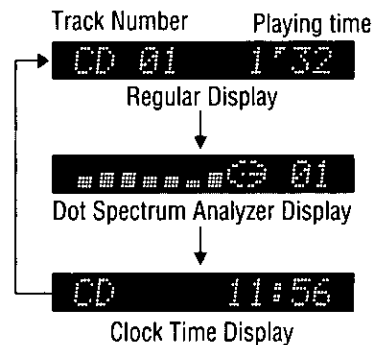 Track Number Playing time
CD 01 1'32
Regular Display
01
Dot Spectrum Analyzer Display
CD 11:56
Clock Time Display